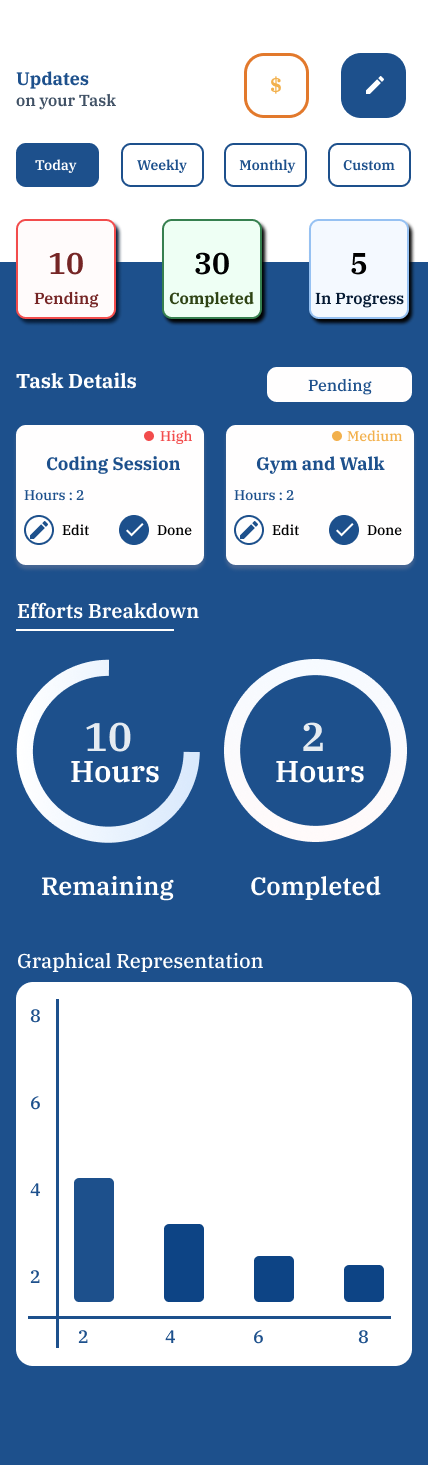 Updates
on your Task
$
Today Weekly Monthly Custom
10 30 5
Pending Completed In Progress
Task Details
Pending
High Medium
Coding Session Gym and Walk
Hours : 2 Hours : 2
Edit Done Edit Done
Efforts Breakdown
10 2
Hours Hours
Remaining Completed
Graphical Representation
8
6
4
2
2 4 6 8